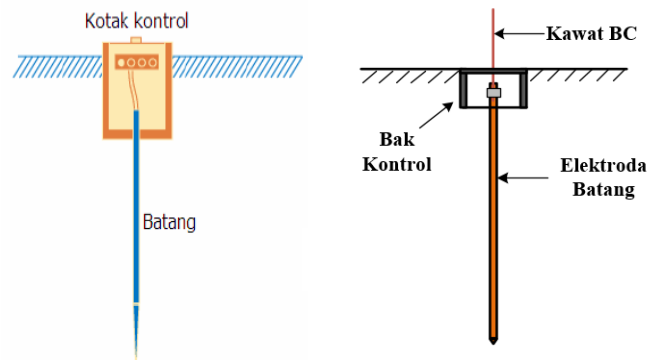 Kotak kontrol
Batang
Kawat BC
Bak
Kontrol
Elektroda
Batang